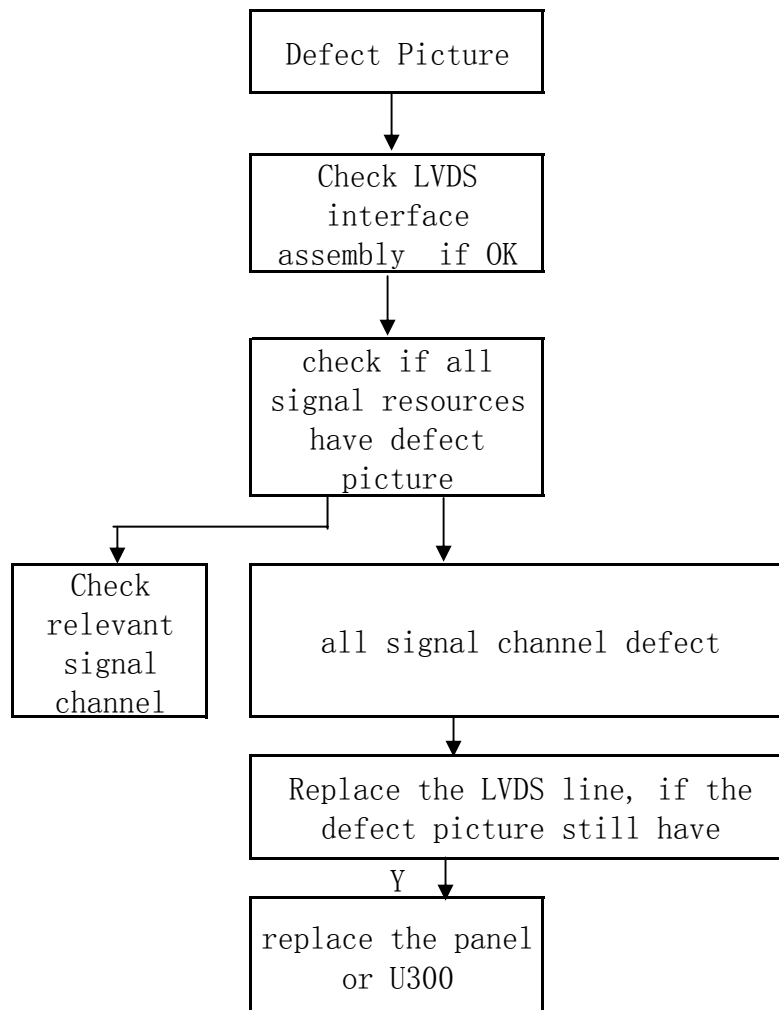 Defect Picture
Check LVDS
interface
assembly if OK
check if all
signal resources
have defect
picture
Check
relevant
signal
channel
all signal channel defect
Replace the LVDS line, if the
defect picture still have
Y
replace the panel
or U300